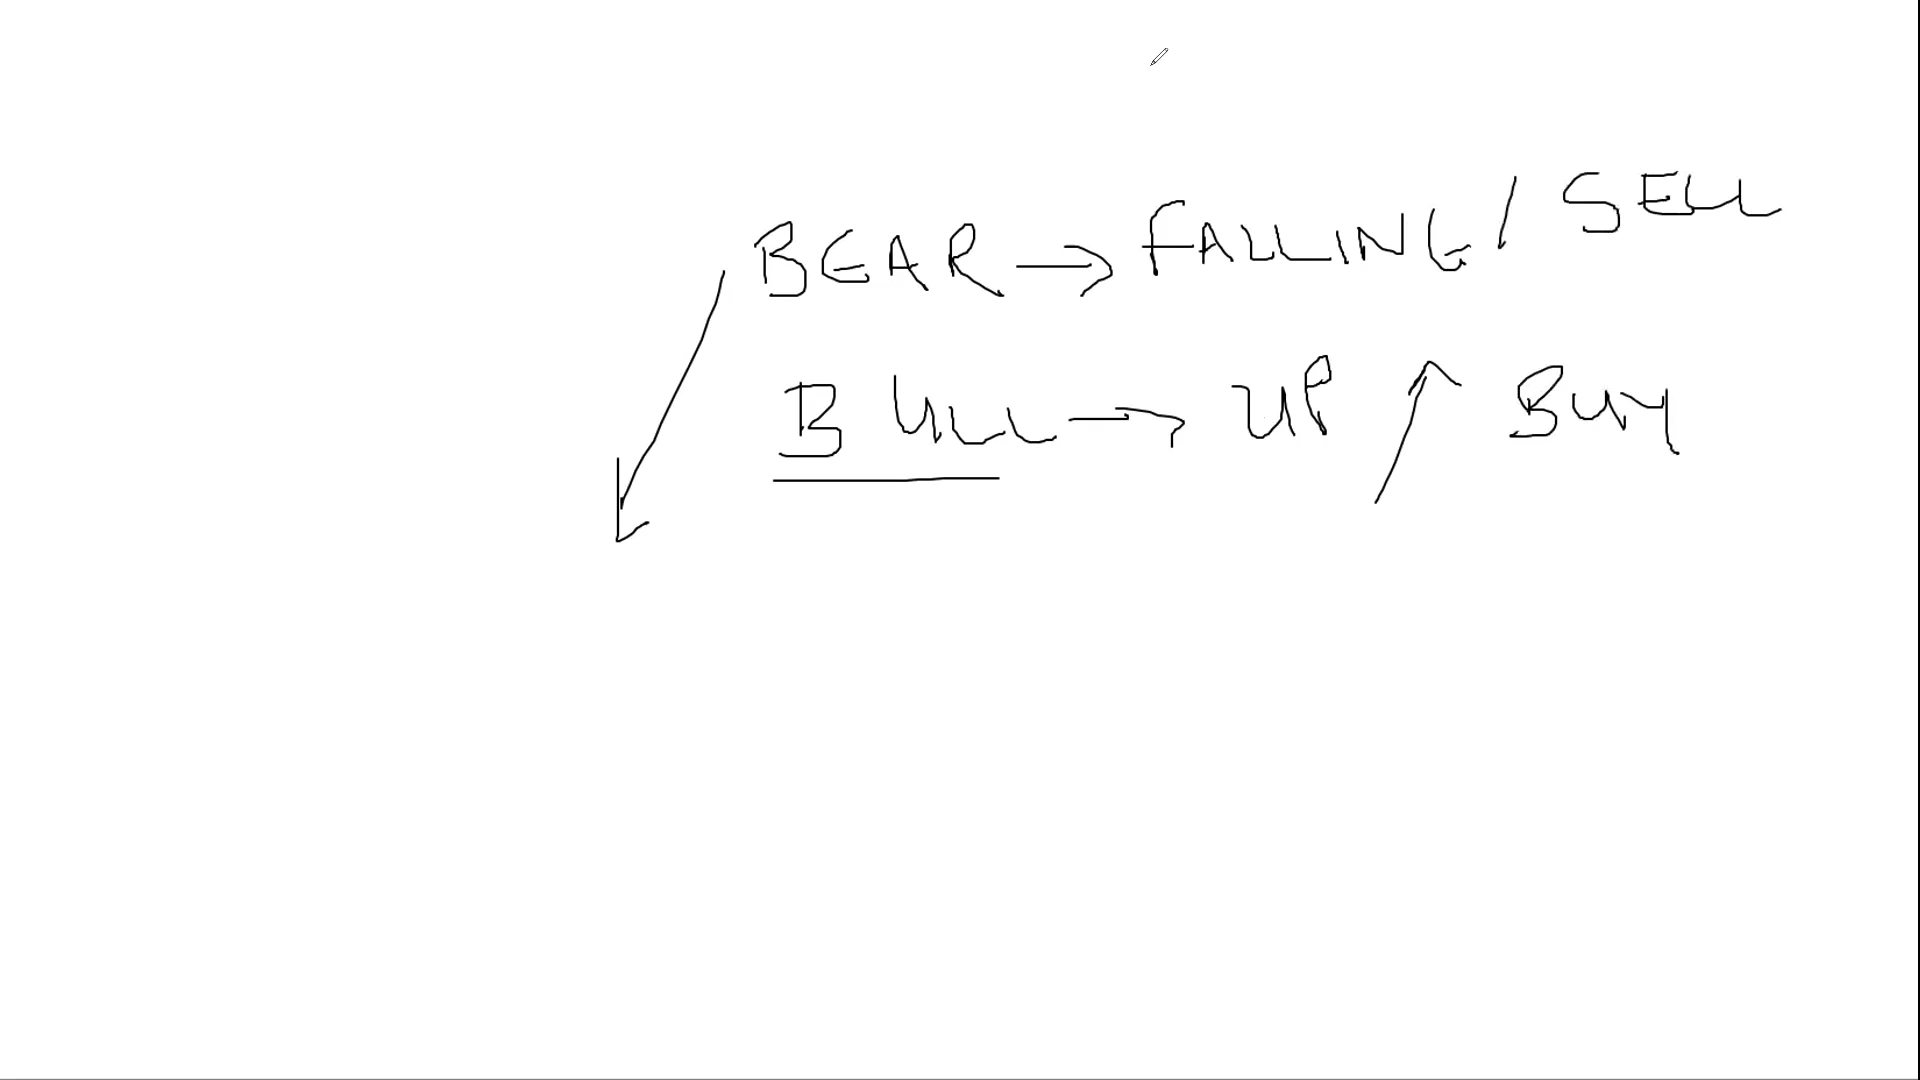 BEAR → FALLING / SELL
BULL → UP ↑ BUY